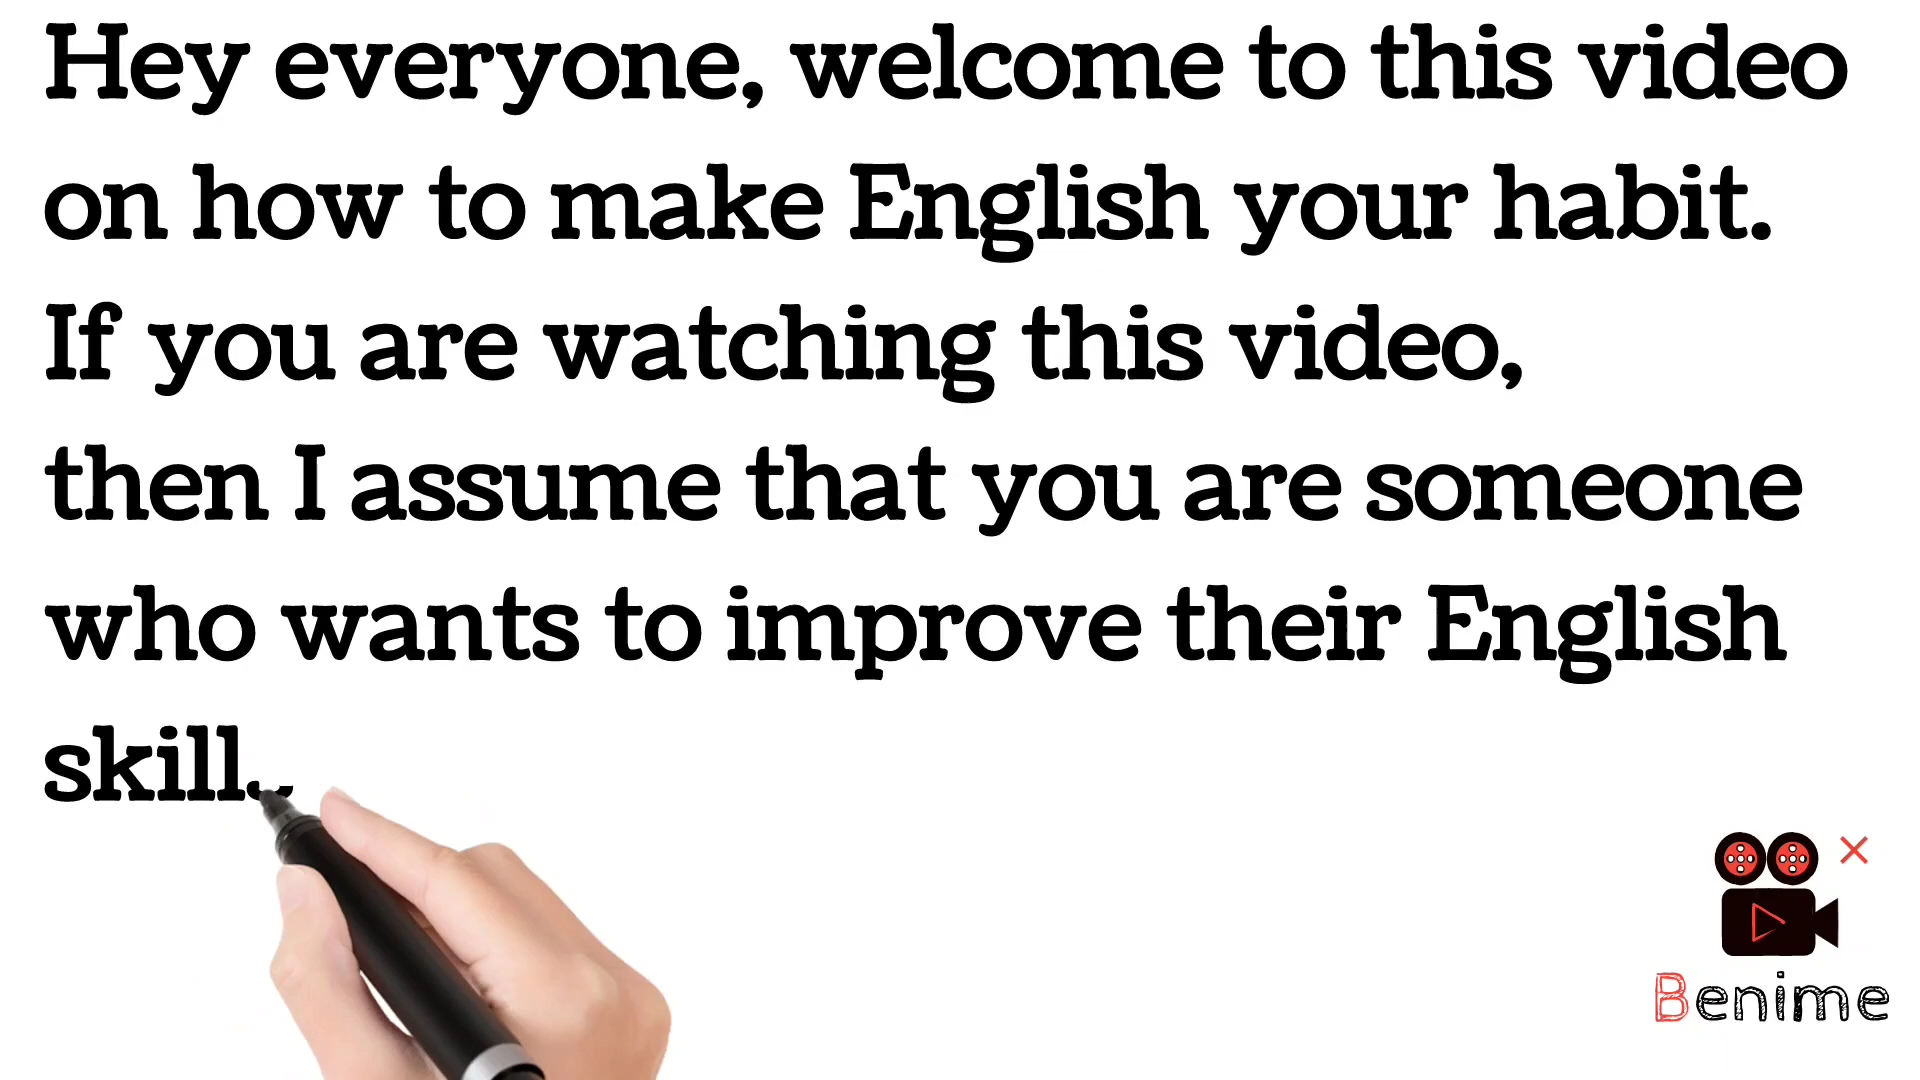 Hey everyone, welcome to this video
on how to make English your habit.
If you are watching this video,
then I assume that you are someone
who wants to improve their English
skill
Benime